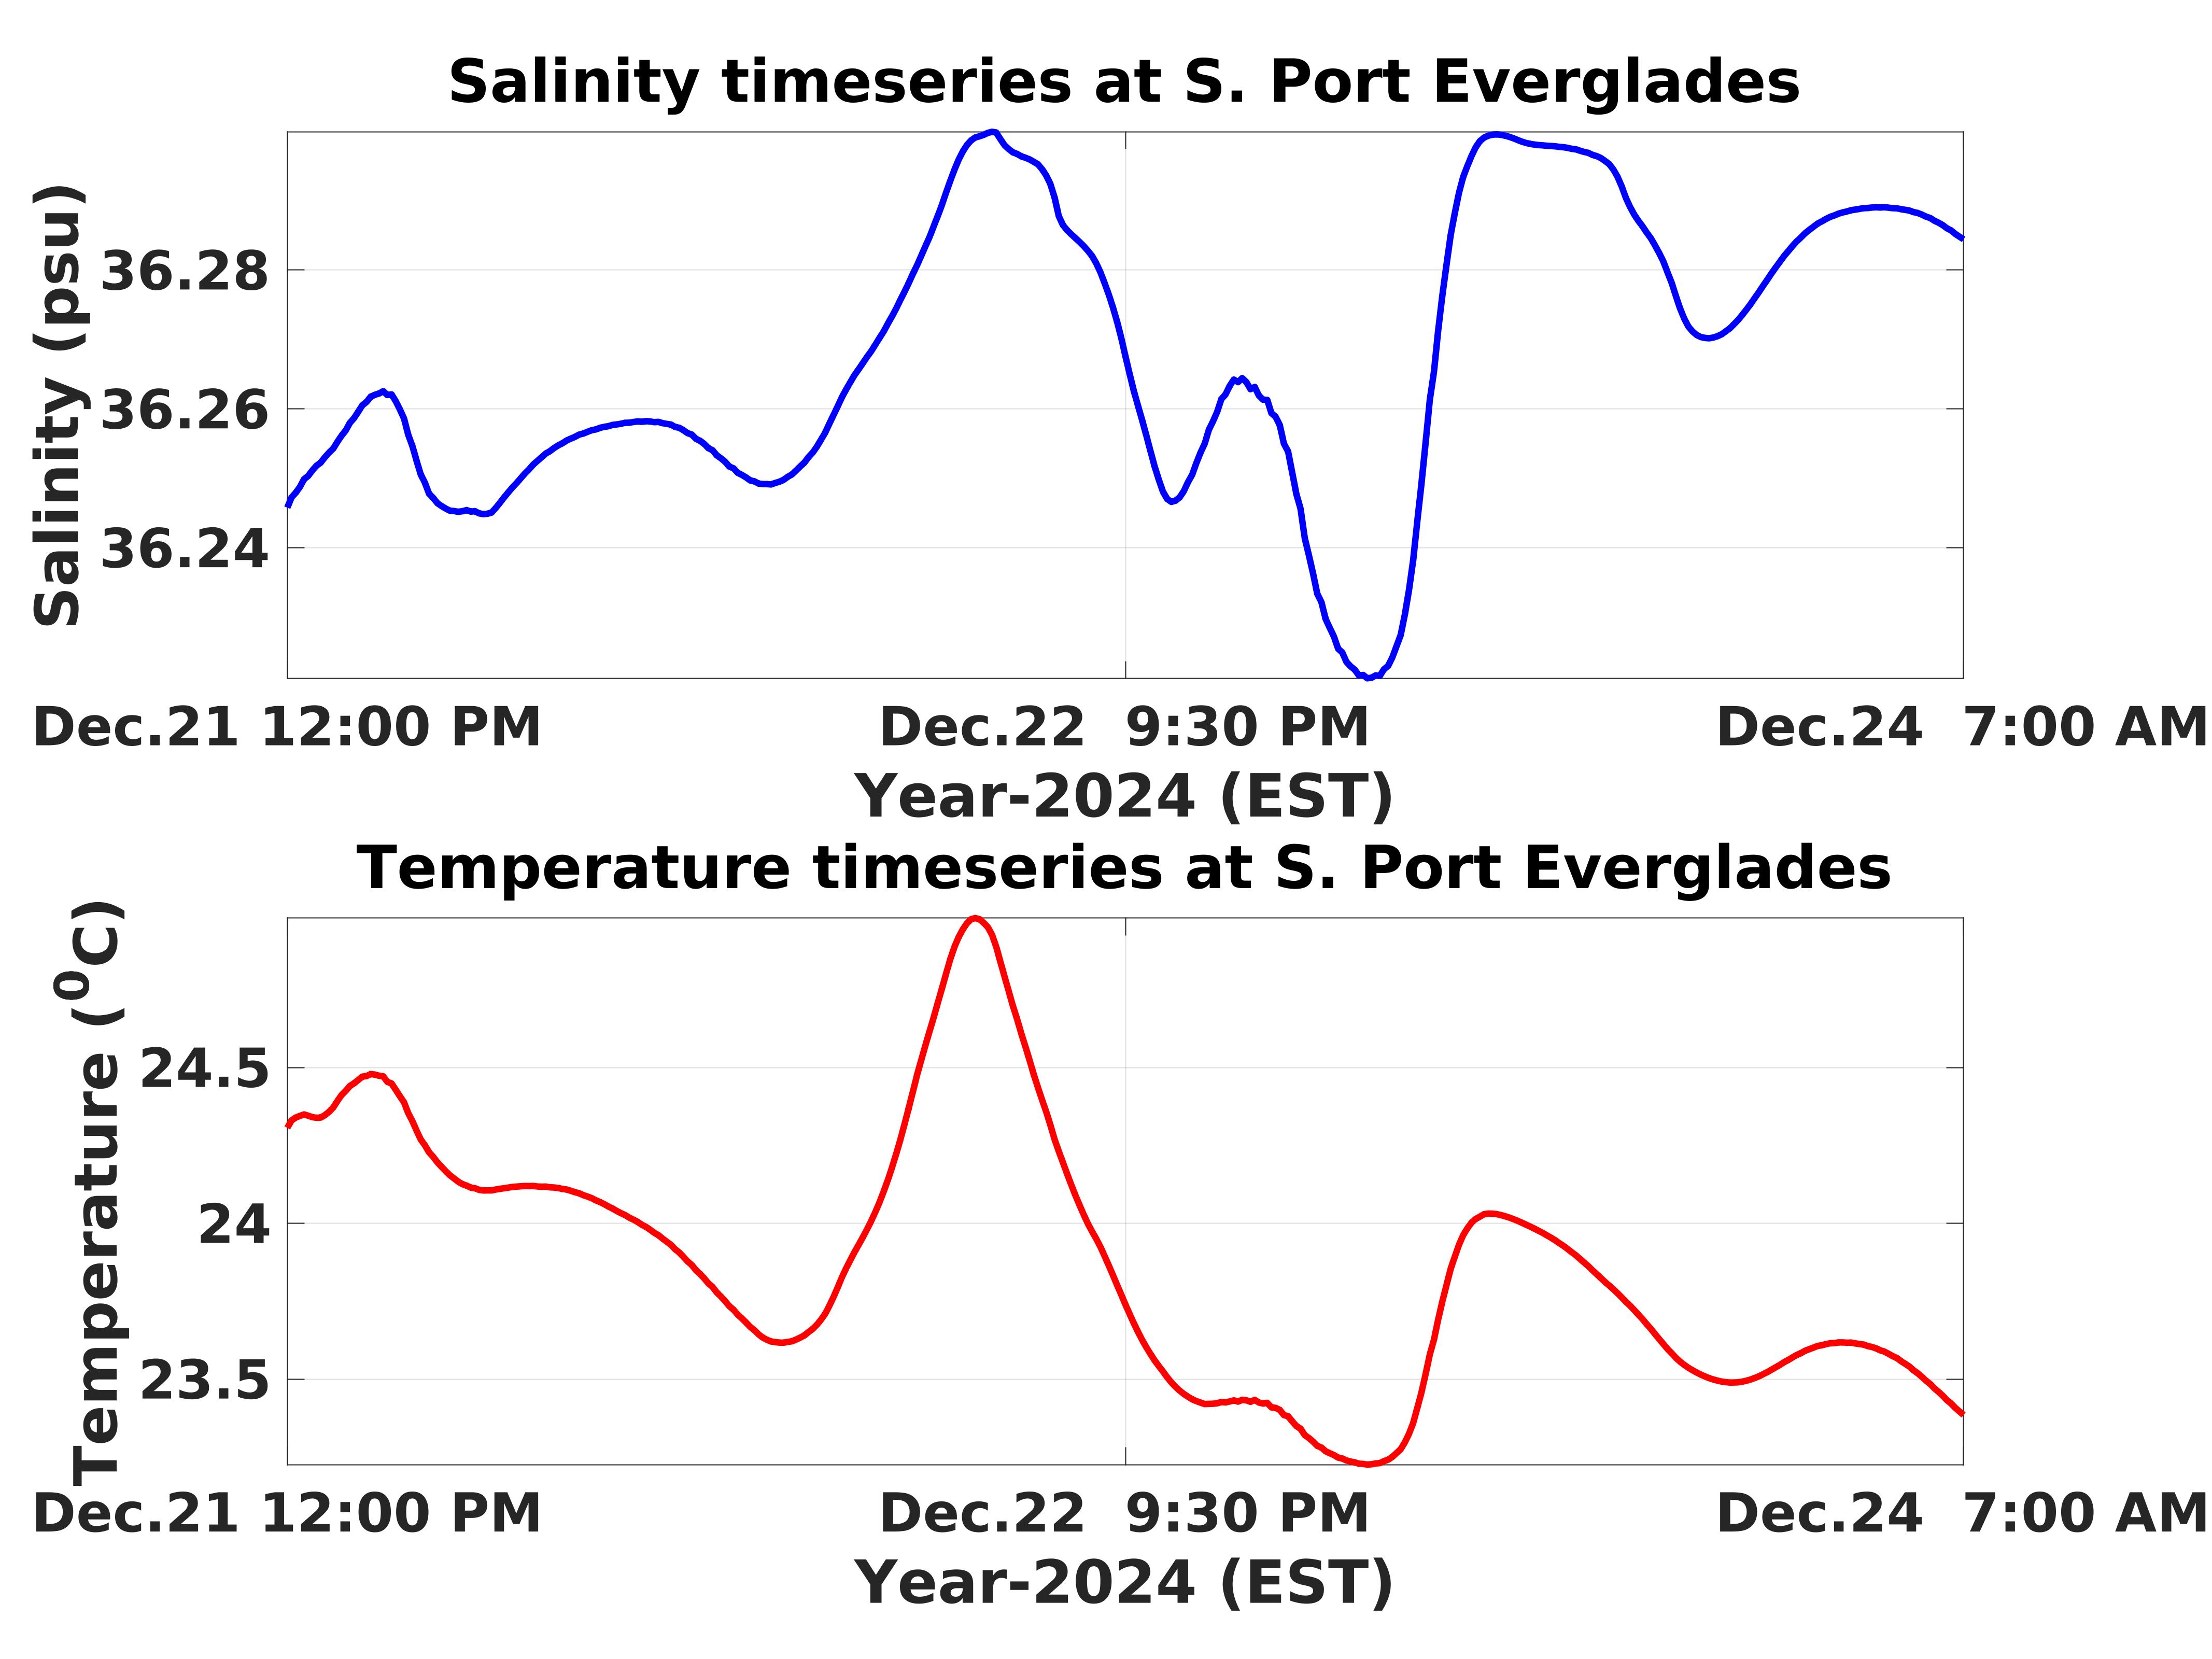 Salinity timeseries at S. Port Everglades
Salinity (psu)
36.28
36.26
36.24
Dec.21 12:00 PM
Dec.22  9:30 PM
Dec.24  7:00 AM
Year-2024 (EST)
Temperature timeseries at S. Port Everglades
Temperature (⁰C)
24.5
24
23.5
Dec.21 12:00 PM
Dec.22  9:30 PM
Dec.24  7:00 AM
Year-2024 (EST)